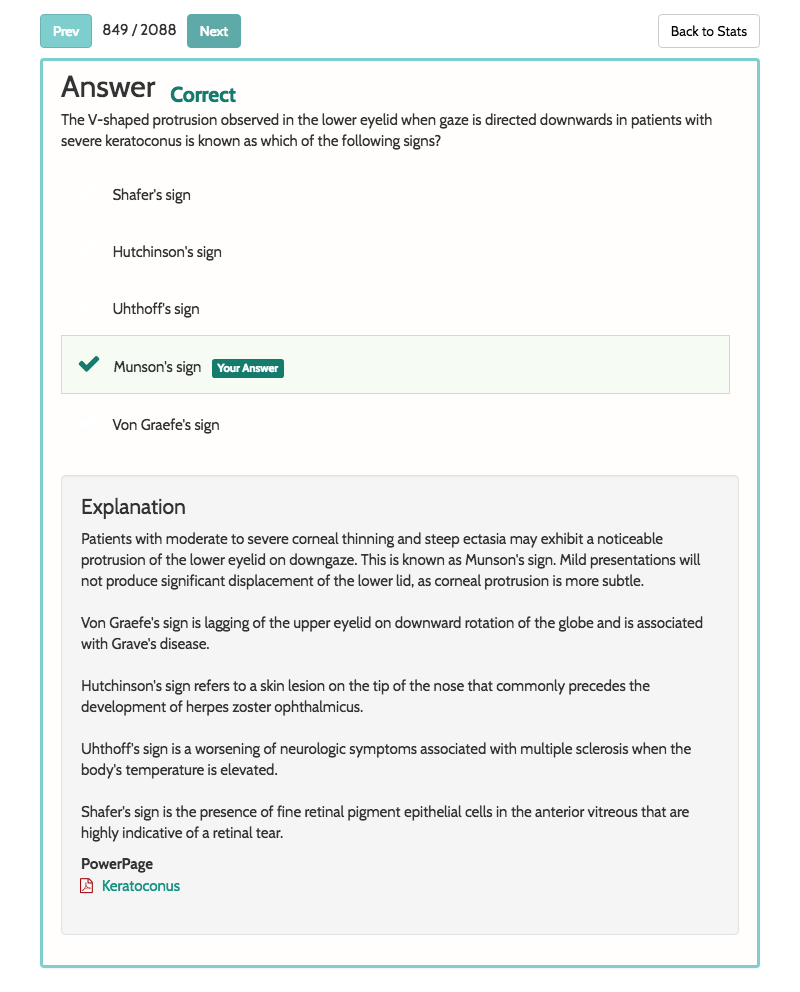 Prev 849 / 2088 Next Back to Stats
Answer Correct
The V-shaped protrusion observed in the lower eyelid when gaze is directed downwards in patients with
severe keratoconus is known as which of the following signs?
Shafer's sign
Hutchinson's sign
Uhthoff's sign
Munson's sign Your Answer
Von Graefe's sign
Explanation
Patients with moderate to severe corneal thinning and steep ectasia may exhibit a noticeable
protrusion of the lower eyelid on downgaze. This is known as Munson's sign. Mild presentations will
not produce significant displacement of the lower lid, as corneal protrusion is more subtle.
Von Graefe's sign is lagging of the upper eyelid on downward rotation of the globe and is associated
with Grave's disease.
Hutchinson's sign refers to a skin lesion on the tip of the nose that commonly precedes the
development of herpes zoster ophthalmicus.
Uhthoff's sign is a worsening of neurologic symptoms associated with multiple sclerosis when the
body's temperature is elevated.
Shafer's sign is the presence of fine retinal pigment epithelial cells in the anterior vitreous that are
highly indicative of a retinal tear.
PowerPage
Keratoconus